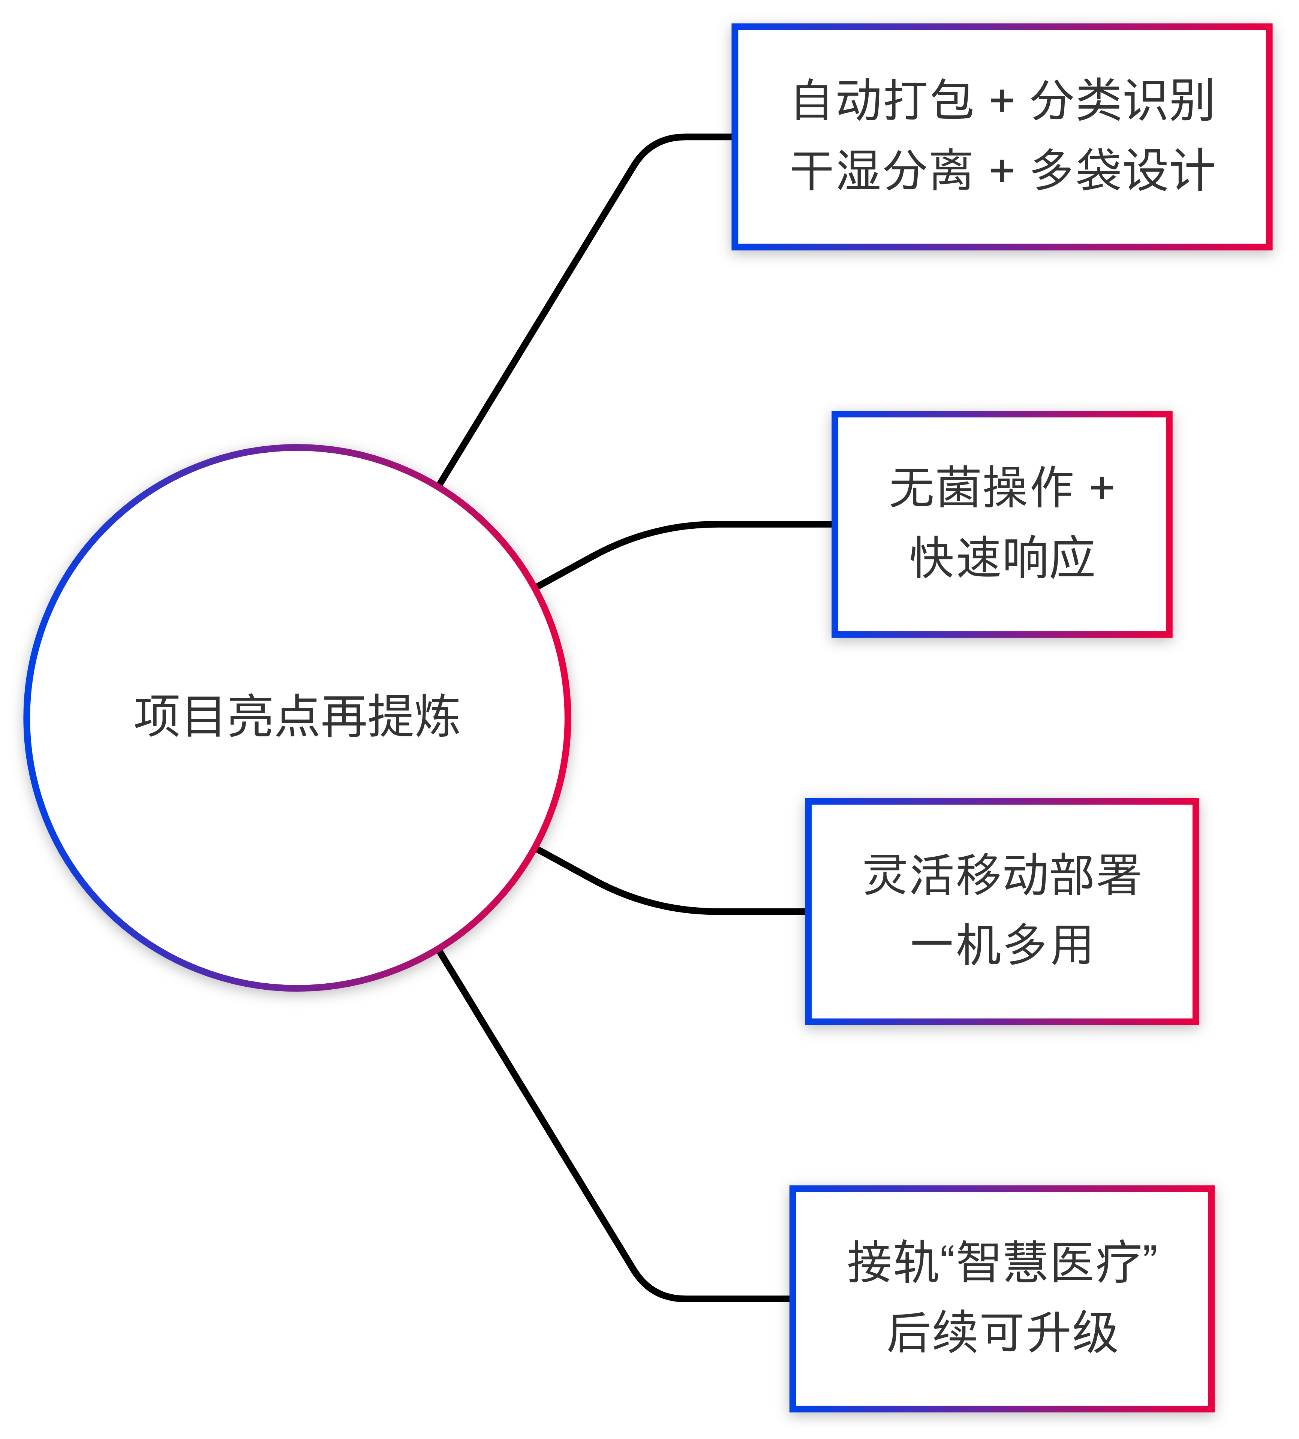 自动打包 + 分类识别
干湿分离 + 多袋设计
无菌操作 +
快速响应
项目亮点再提炼
灵活移动部署
一机多用
接轨“智慧医疗”
后续可升级